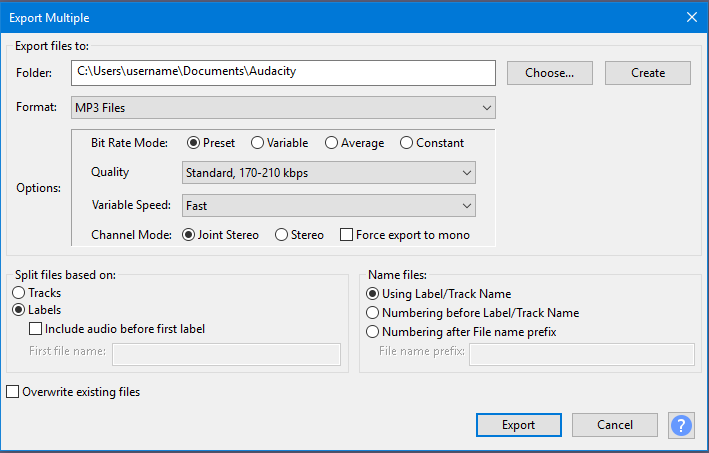 Export Multiple
Export files to:
Folder: C:\Users\username\Documents\Audacity Choose... Create
Format: MP3 Files
Options:
Bit Rate Mode: Preset Variable Average Constant
Quality Standard, 170-210 kbps
Variable Speed: Fast
Channel Mode: Joint Stereo Stereo Force export to mono
Split files based on:
Tracks
Labels
Include audio before first label
First file name:
Name files:
Using Label/Track Name
Numbering before Label/Track Name
Numbering after File name prefix
File name prefix:
Overwrite existing files
Export Cancel ?